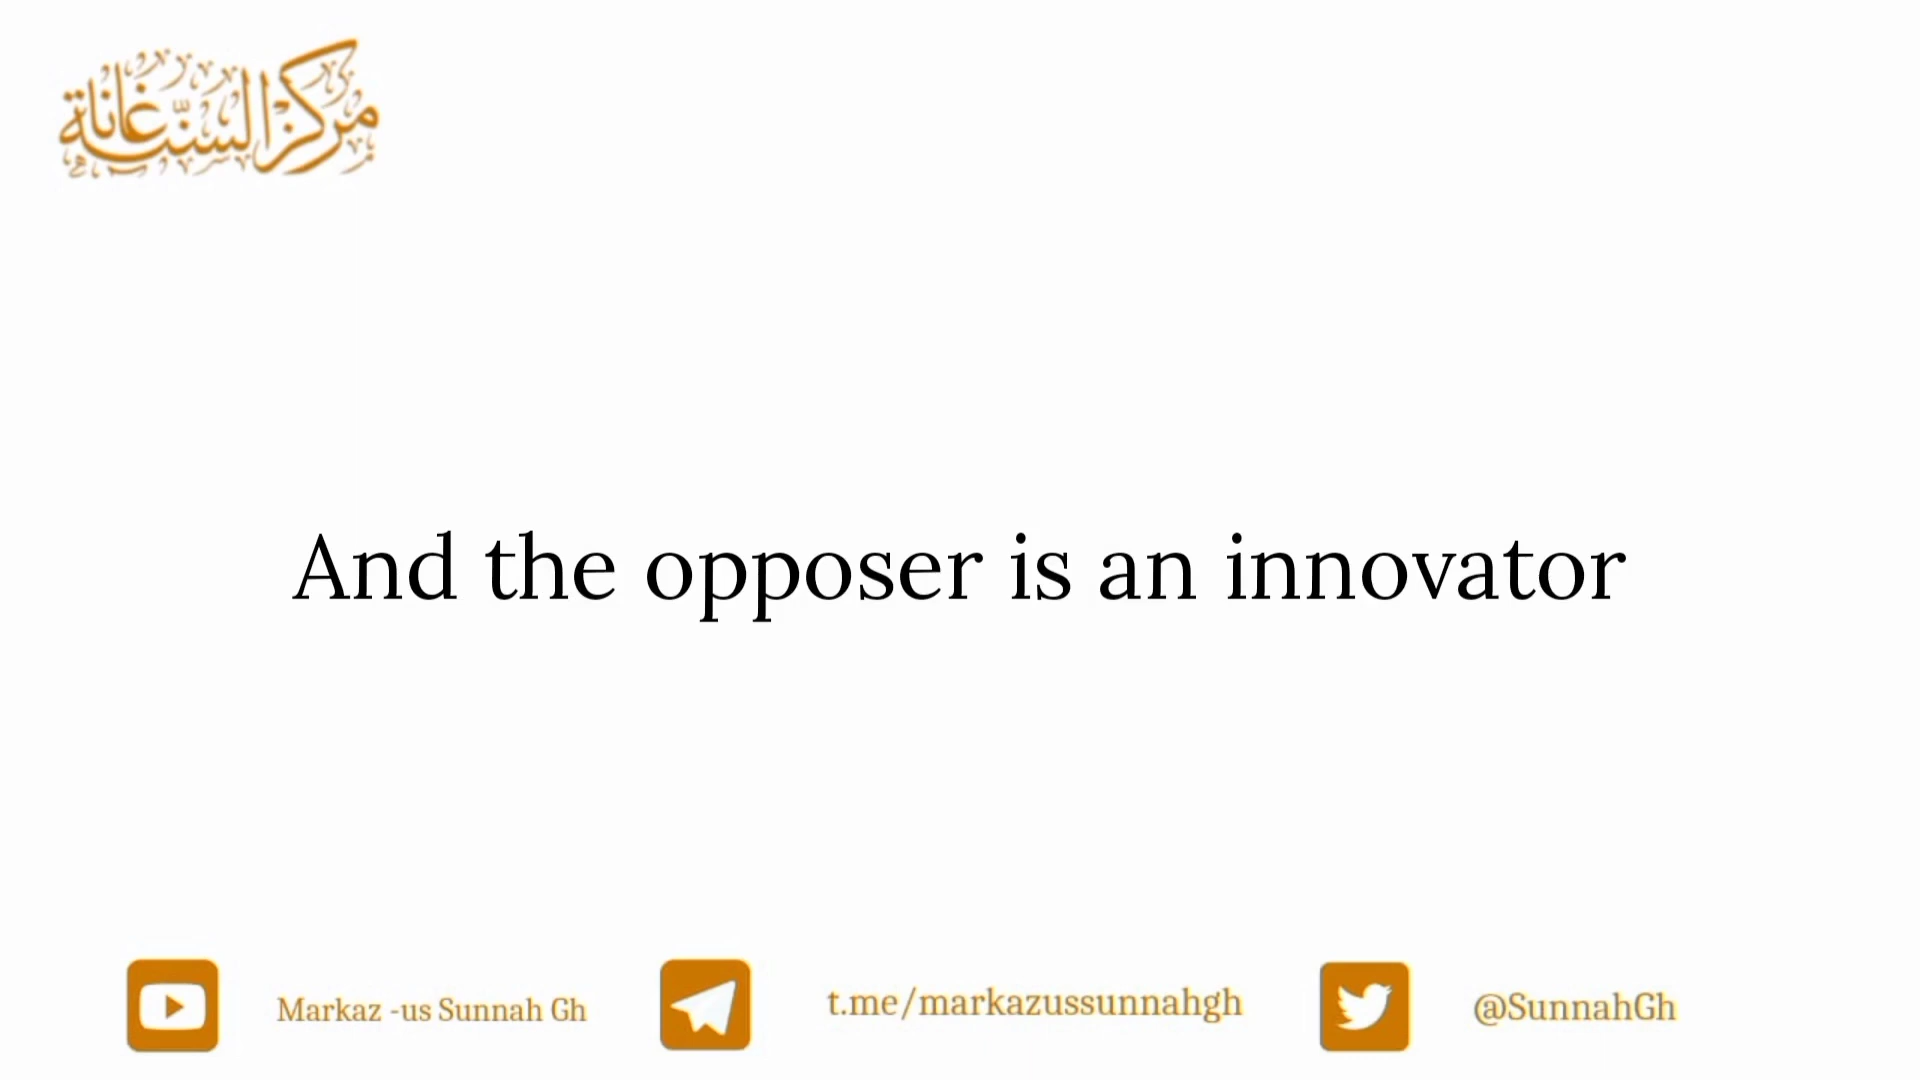 مركز السنة غانة
And the opposer is an innovator
Markaz -us Sunnah Gh
t.me/markazussunnahgh
@SunnahGh